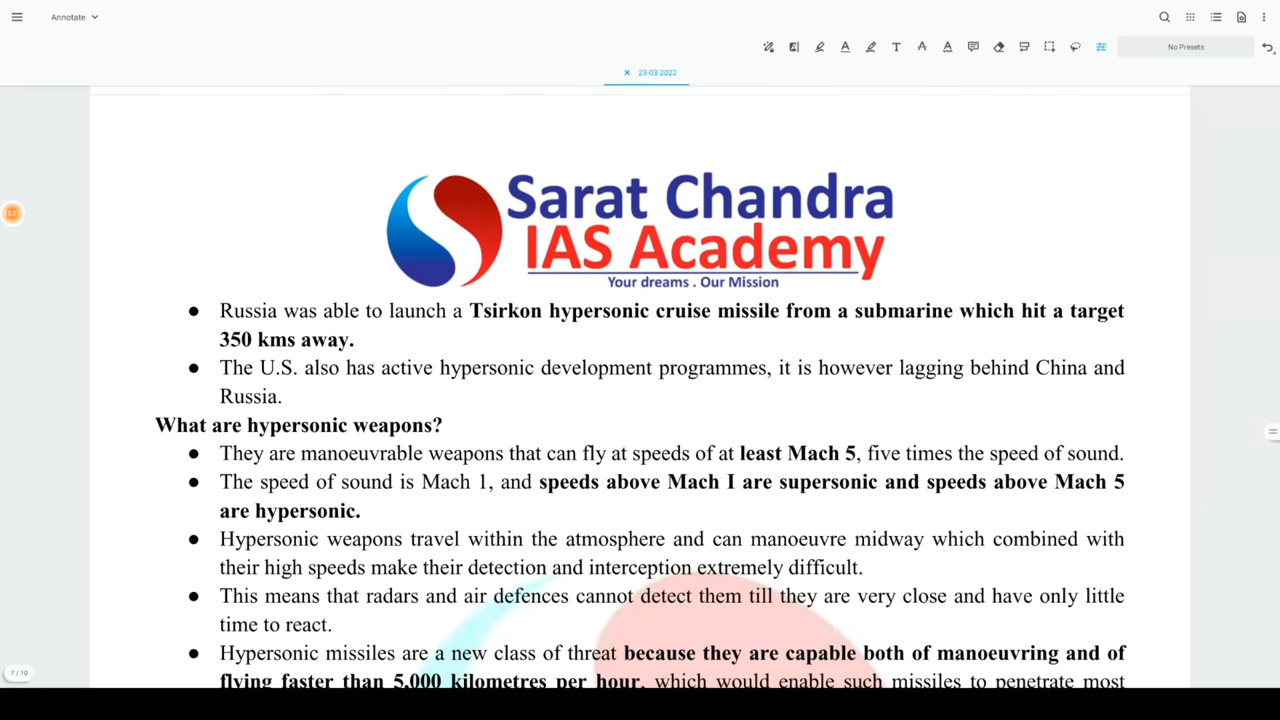 Annotate
No Presets
23-03-2022
Sarat Chandra
IAS Academy
Your dreams . Our Mission
● Russia was able to launch a Tsirkon hypersonic cruise missile from a submarine which hit a target
350 kms away.
● The U.S. also has active hypersonic development programmes, it is however lagging behind China and
Russia.
What are hypersonic weapons?
● They are manoeuvrable weapons that can fly at speeds of at least Mach 5, five times the speed of sound.
● The speed of sound is Mach 1, and speeds above Mach I are supersonic and speeds above Mach 5
are hypersonic.
● Hypersonic weapons travel within the atmosphere and can manoeuvre midway which combined with
their high speeds make their detection and interception extremely difficult.
● This means that radars and air defences cannot detect them till they are very close and have only little
time to react.
● Hypersonic missiles are a new class of threat because they are capable both of manoeuvring and of
flying faster than 5,000 kilometres per hour, which would enable such missiles to penetrate most
7 / 10